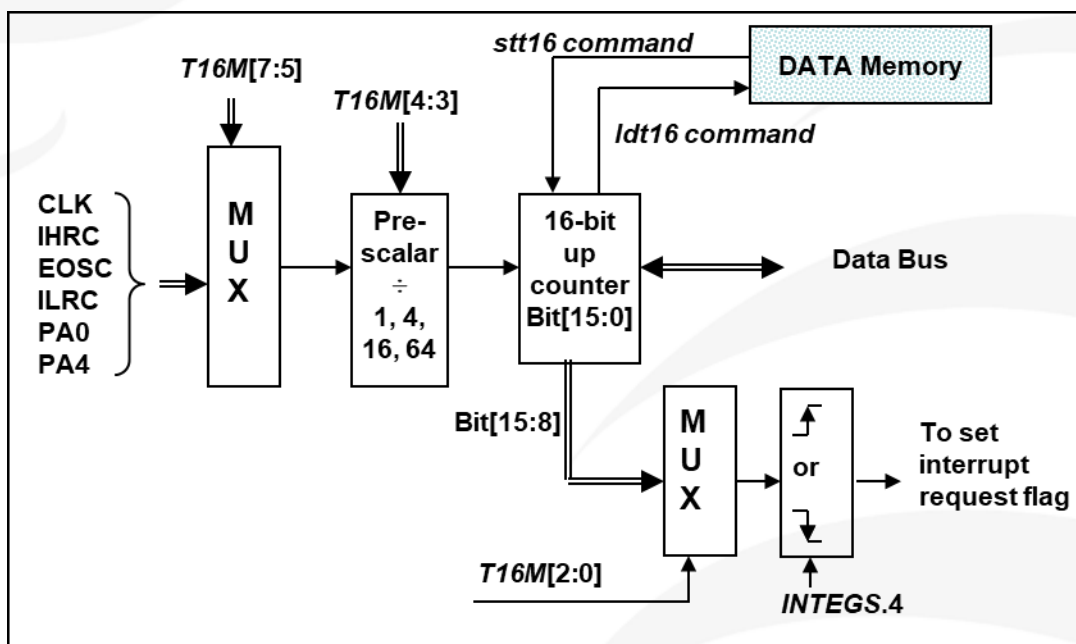 stt16 command
DATA Memory
T16M[7:5]
T16M[4:3]
ldt16 command
CLK
IHRC
EOSC
ILRC
PA0
PA4
M
U
X
Pre-
scalar
÷
1, 4,
16, 64
16-bit
up
counter
Bit[15:0]
Data Bus
Bit[15:8]
M
U
X
or
To set
interrupt
request flag
T16M[2:0]
INTEGS.4